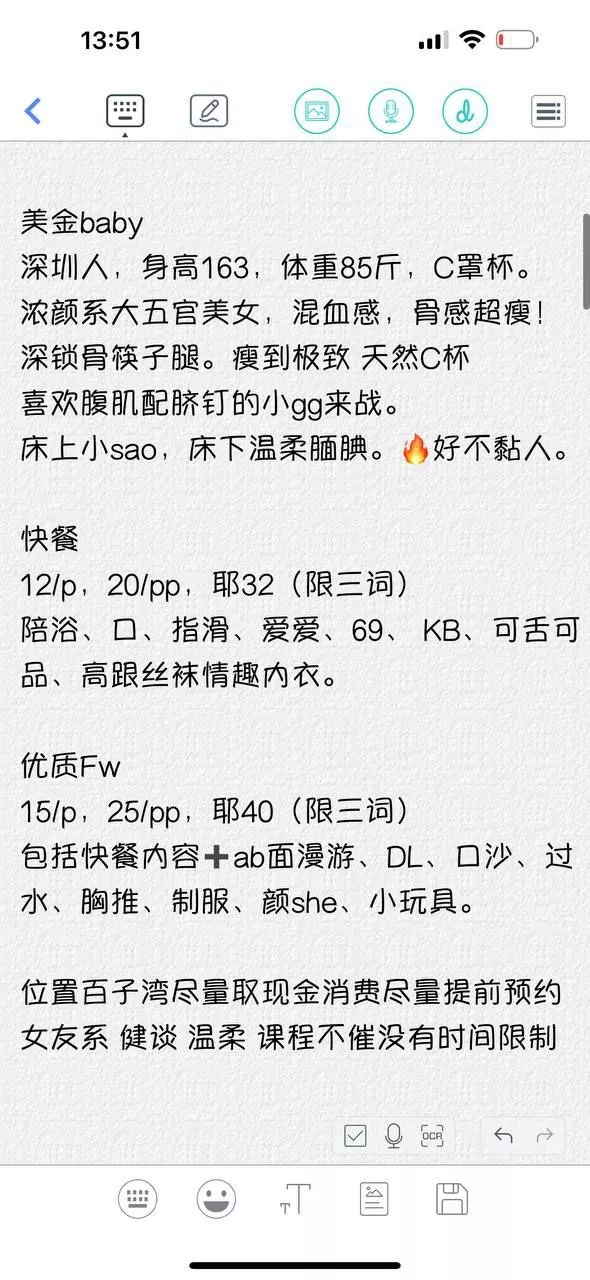 13:51
美金baby
深圳人，身高163，体重85斤，C罩杯。
浓颜系大五官美女，混血感，骨感超瘦！
深锁骨筷子腿。瘦到极致 天然C杯
喜欢腹肌配脐钉的小gg来战。
床上小sao，床下温柔腼腆。🔥好不黏人。
快餐
12/p，20/pp，耶32（限三词）
陪浴、口、指滑、爱爱、69、 KB、可舌可
品、高跟丝袜情趣内衣。
优质Fw
15/p，25/pp，耶40（限三词）
包括快餐内容➕ab面漫游、DL、口沙、过
水、胸推、制服、颜she、小玩具。
位置百子湾尽量取现金消费尽量提前预约
女友系 健谈 温柔 课程不催没有时间限制
OCR